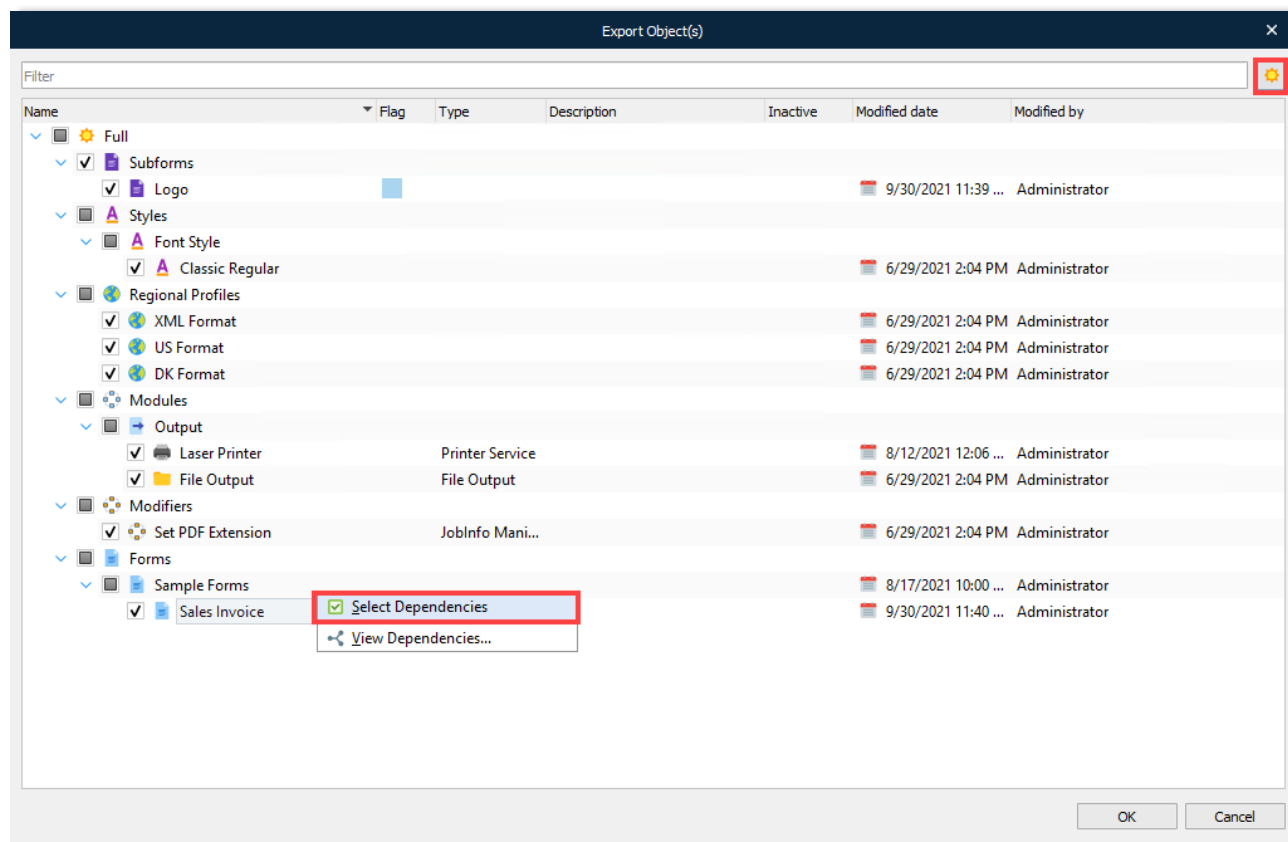 Export Object(s)
Filter
Name Flag Type Description Inactive Modified date Modified by
Full
Subforms
Logo 9/30/2021 11:39 ... Administrator
Styles
Font Style
Classic Regular 6/29/2021 2:04 PM Administrator
Regional Profiles
XML Format 6/29/2021 2:04 PM Administrator
US Format 6/29/2021 2:04 PM Administrator
DK Format 6/29/2021 2:04 PM Administrator
Modules
Output
Laser Printer Printer Service 8/12/2021 12:06 ... Administrator
File Output File Output 6/29/2021 2:04 PM Administrator
Modifiers
Set PDF Extension JobInfo Mani... 6/29/2021 2:04 PM Administrator
Forms
Sample Forms 8/17/2021 10:00 ... Administrator
Sales Invoice Select Dependencies 9/30/2021 11:40 ... Administrator
View Dependencies...
OK Cancel